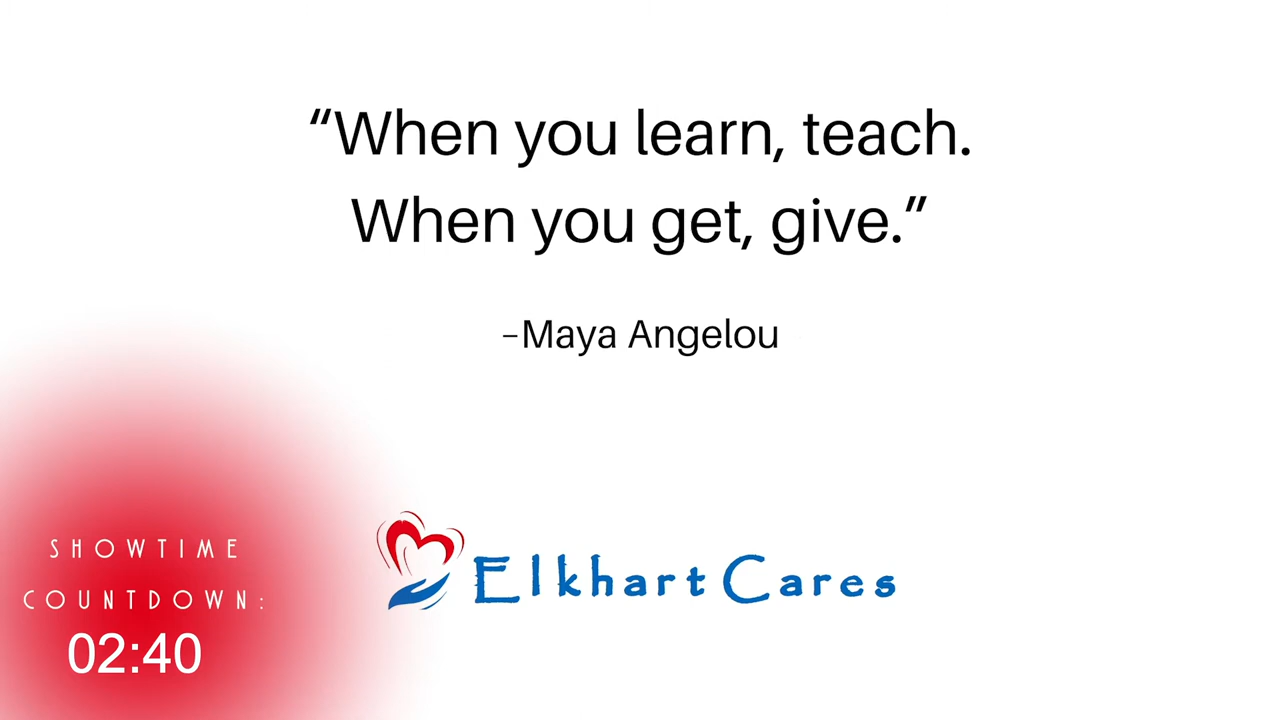 “When you learn, teach.
When you get, give.”
–Maya Angelou
SHOWTIME
COUNTDOWN:
02:40
Elkhart Cares